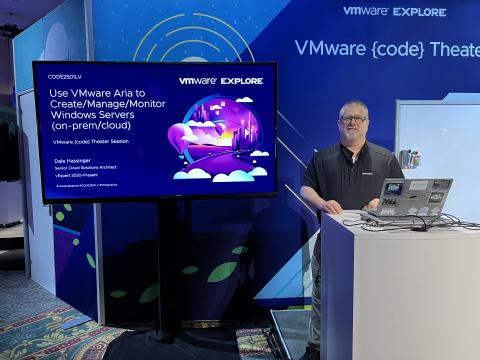 vmware EXPLORE
VMware {code} Theater
CODE2501LV
vmware EXPLORE
Use VMware Aria to
Create/Manage/Monitor
Windows Servers
(on-prem/cloud)
VMware {code} Theater Session
Dale Hassinger
Senior Cloud Solutions Architect
vExpert 2020-Present